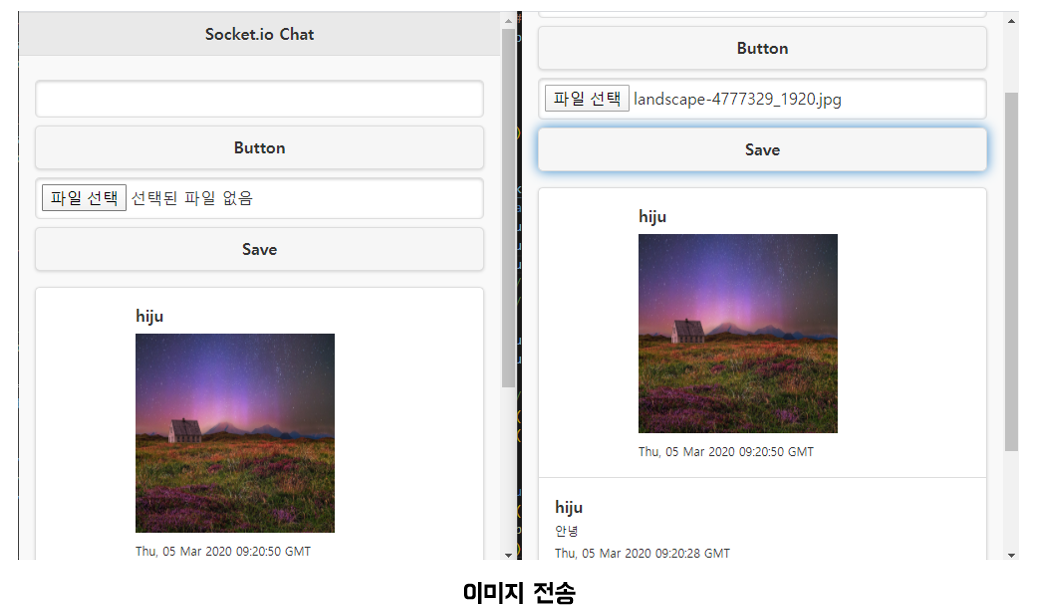 Socket.io Chat
Button
파일 선택 선택된 파일 없음
Save
hiju
Thu, 05 Mar 2020 09:20:50 GMT
Button
파일 선택 landscape-4777329_1920.jpg
Save
hiju
Thu, 05 Mar 2020 09:20:50 GMT
hiju
안녕
Thu, 05 Mar 2020 09:20:28 GMT
이미지 전송